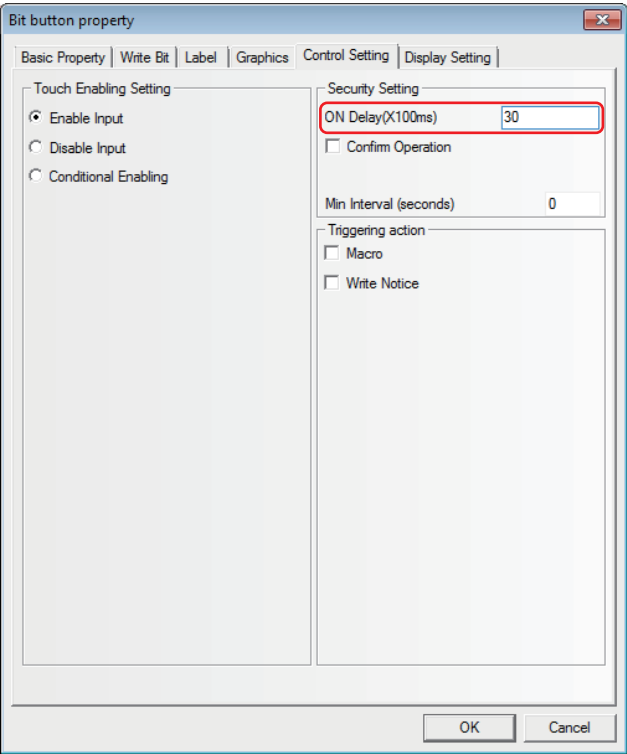 Bit button property
Basic Property Write Bit Label Graphics Control Setting Display Setting
Touch Enabling Setting
Enable Input
Disable Input
Conditional Enabling
Security Setting
ON Delay(X100ms) 30
Confirm Operation
Min Interval (seconds) 0
Triggering action
Macro
Write Notice
OK Cancel